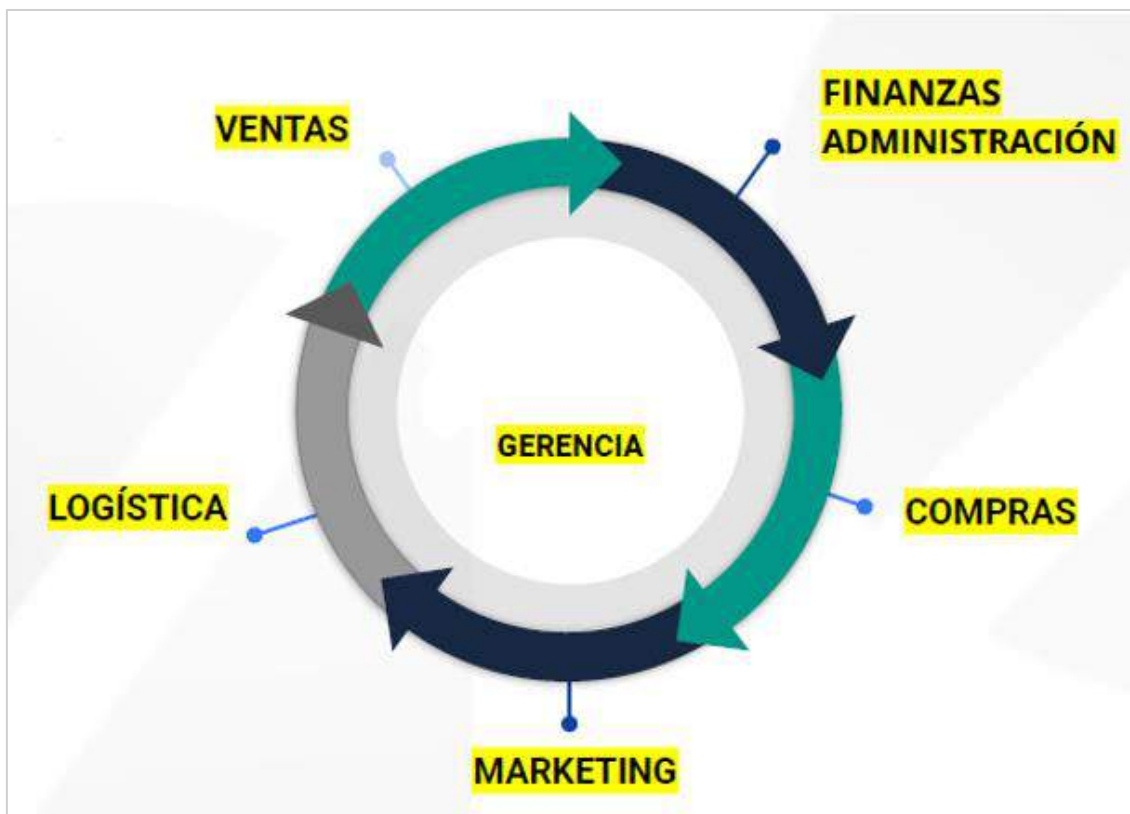 VENTAS
FINANZAS
ADMINISTRACIÓN
GERENCIA
LOGÍSTICA
COMPRAS
MARKETING